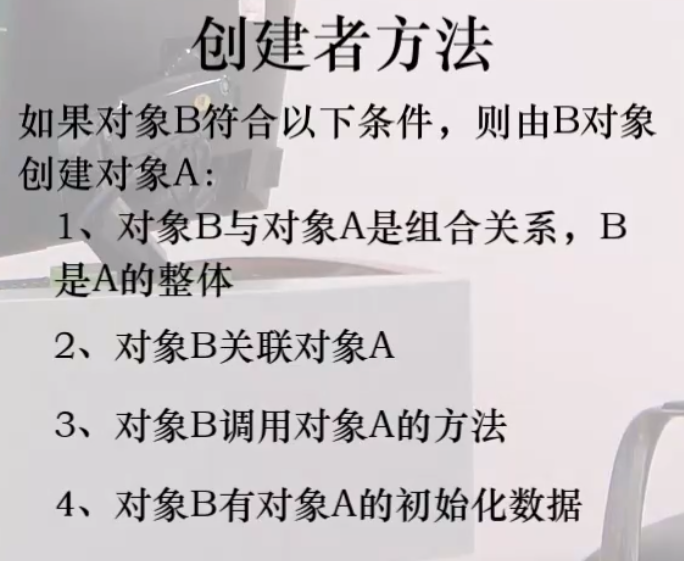 创建者方法
如果对象B符合以下条件，则由B对象
创建对象A：
1、对象B与对象A是组合关系，B
是A的整体
2、对象B关联对象A
3、对象B调用对象A的方法
4、对象B有对象A的初始化数据